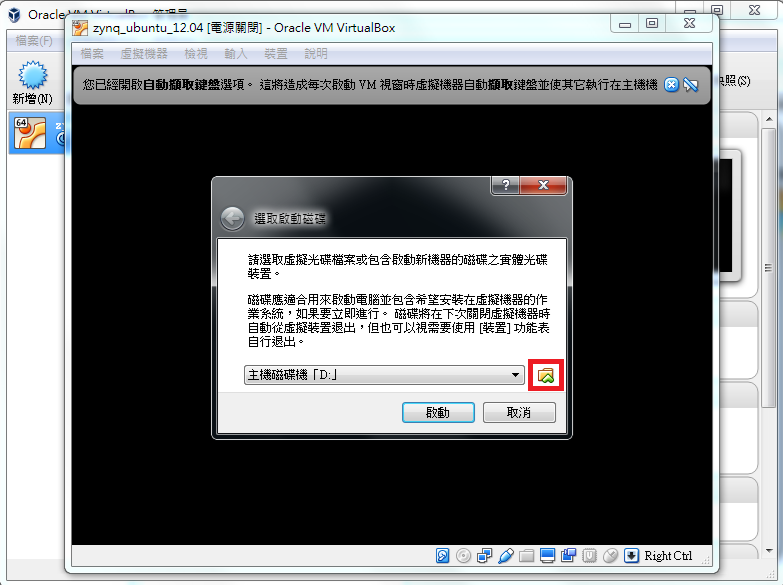 zynq_ubuntu_12.04 [電源關閉] - Oracle VM VirtualBox
檔案(F)
檔案 虛擬機器 檢視 輸入 裝置 說明
您已經開啟自動擷取鍵盤選項。 這將造成每次啟動 VM 視窗時虛擬機器自動擷取鍵盤並使其它執行在主機機
新增(N)
照(S)
64
選取啟動磁碟
請選取虛擬光碟檔案或包含啟動新機器的磁碟之實體光碟
裝置。
磁碟應適合用來啟動電腦並包含希望安裝在虛擬機器的作
業系統，如果要立即進行。 磁碟將在下次關閉虛擬機器時
自動從虛擬裝置退出，但也可以視需要使用 [裝置] 功能表
自行退出。
主機磁碟機「D:」
啟動 取消
Right Ctrl